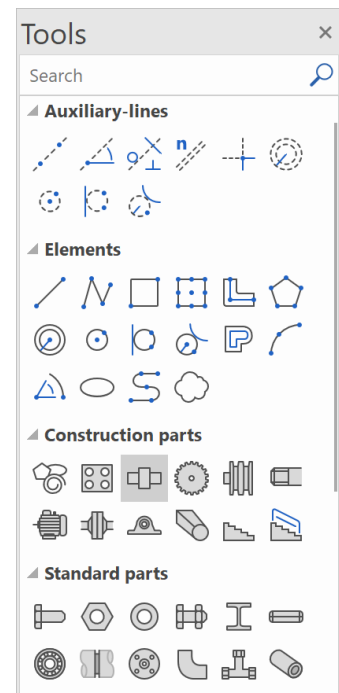 Tools
Search
Auxiliary-lines
n
Elements
Construction parts
Standard parts